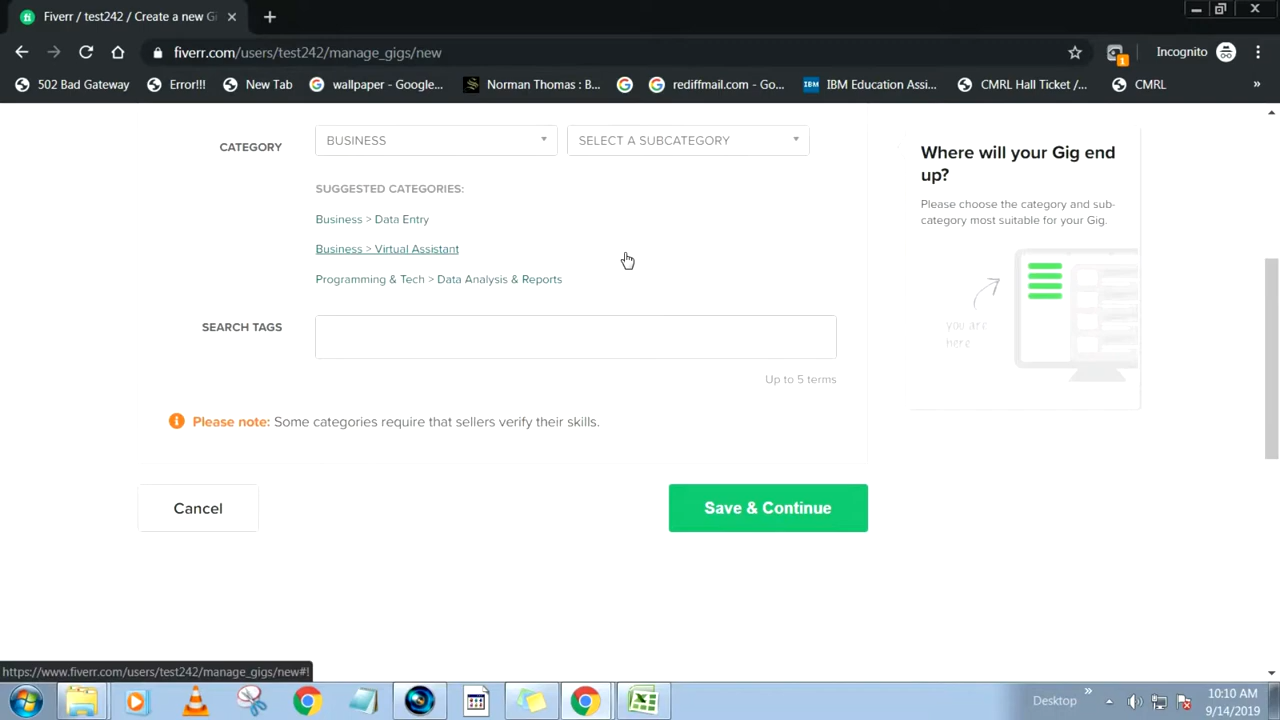 Fiverr / test242 / Create a new Gi
fiverr.com/users/test242/manage_gigs/new
Incognito
502 Bad Gateway
Error!!!
New Tab
wallpaper - Google...
Norman Thomas : B...
rediffmail.com - Go...
IBM
IBM Education Assi...
CMRL Hall Ticket /...
CMRL
»
CATEGORY
BUSINESS
SELECT A SUBCATEGORY
SUGGESTED CATEGORIES:
Business > Data Entry
Business > Virtual Assistant
Programming & Tech > Data Analysis & Reports
SEARCH TAGS
Up to 5 terms
Please note: Some categories require that sellers verify their skills.
Cancel
Save & Continue
Where will your Gig end
up?
Please choose the category and sub-
category most suitable for your Gig.
you are
here
https://www.fiverr.com/users/test242/manage_gigs/new#!
Desktop
»
10:10 AM
9/14/2019